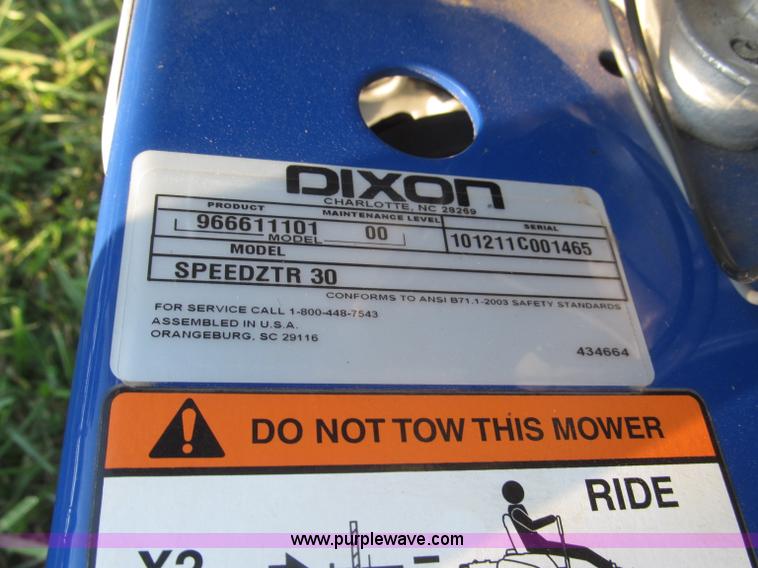 DIXON
CHARLOTTE, NC 28269
PRODUCT MAINTENANCE LEVEL SERIAL
966611101 00 101211C001465
MODEL
MODEL
SPEEDZTR 30
CONFORMS TO ANSI B71.1-2003 SAFETY STANDARDS
FOR SERVICE CALL 1-800-448-7543
ASSEMBLED IN U.S.A.
ORANGEBURG, SC 29116
434664
DO NOT TOW THIS MOWER
RIDE
X2
www.purplewave.com